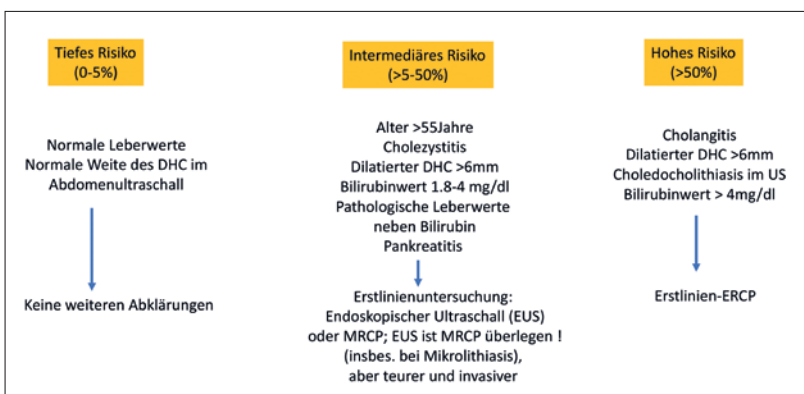 Tiefes Risiko
(0-5%)
Normale Leberwerte
Normale Weite des DHC im
Abdomenultraschall
Keine weiteren Abklärungen
Intermediäres Risiko
(>5-50%)
Alter >55Jahre
Cholezystitis
Dilatierter DHC >6mm
Bilirubinwert 1.8-4 mg/dl
Pathologische Leberwerte
neben Bilirubin
Pankreatitis
Erstlinienuntersuchung:
Endoskopischer Ultraschall (EUS)
oder MRCP; EUS ist MRCP überlegen !
(insbes. bei Mikrolithiasis),
aber teurer und invasiver
Hohes Risiko
(>50%)
Cholangitis
Dilatierter DHC >6mm
Choledocholithiasis im US
Bilirubinwert > 4mg/dl
Erstlinien-ERCP